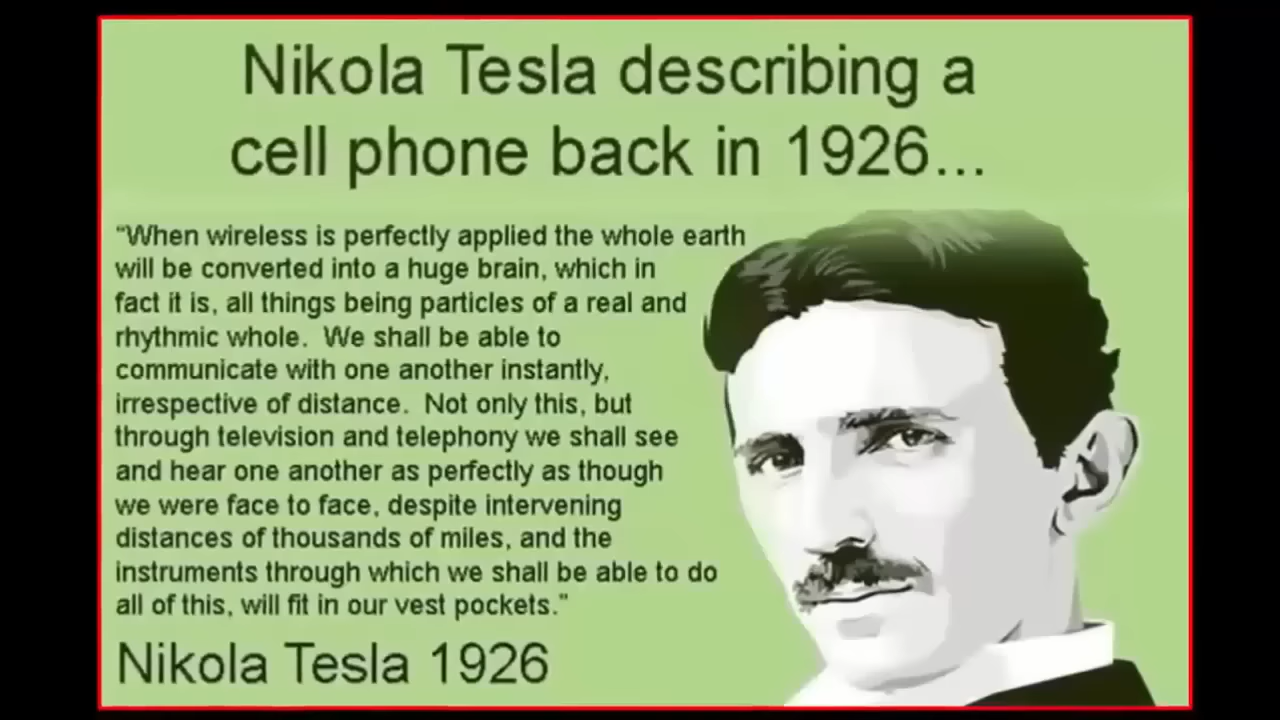 Nikola Tesla describing a
cell phone back in 1926...
"When wireless is perfectly applied the whole earth
will be converted into a huge brain, which in
fact it is, all things being particles of a real and
rhythmic whole.  We shall be able to
communicate with one another instantly,
irrespective of distance.  Not only this, but
through television and telephony we shall see
and hear one another as perfectly as though
we were face to face, despite intervening
distances of thousands of miles, and the
instruments through which we shall be able to do
all of this, will fit in our vest pockets."
Nikola Tesla 1926